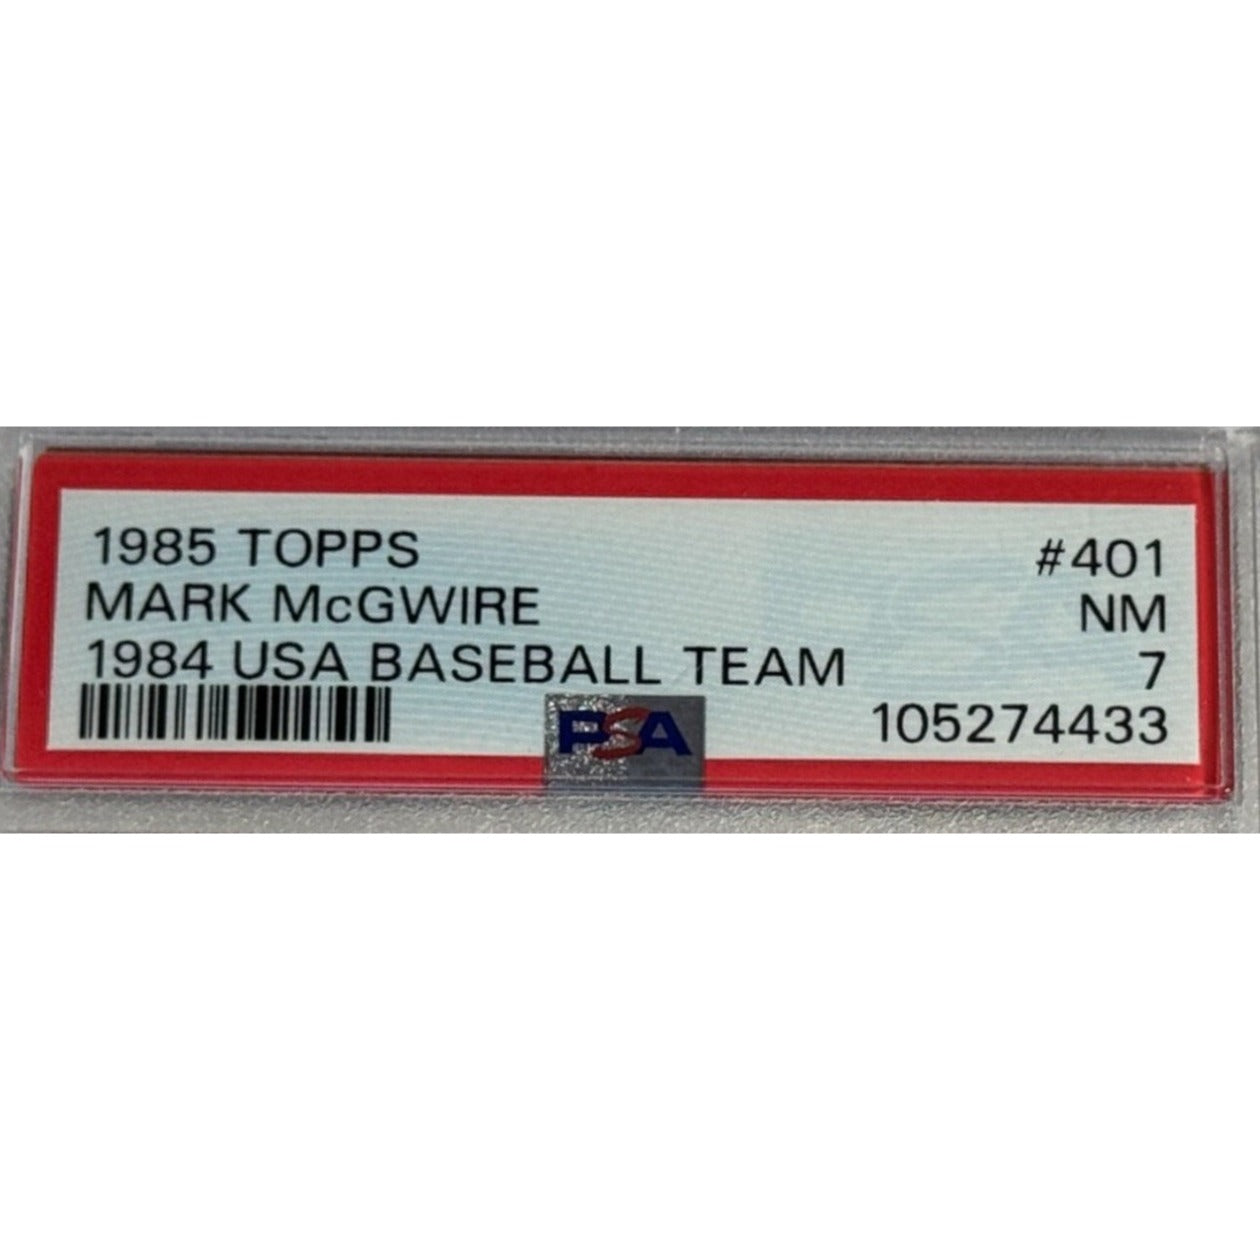 1985 TOPPS #401
MARK McGWIRE NM
1984 USA BASEBALL TEAM 7
PSA 105274433